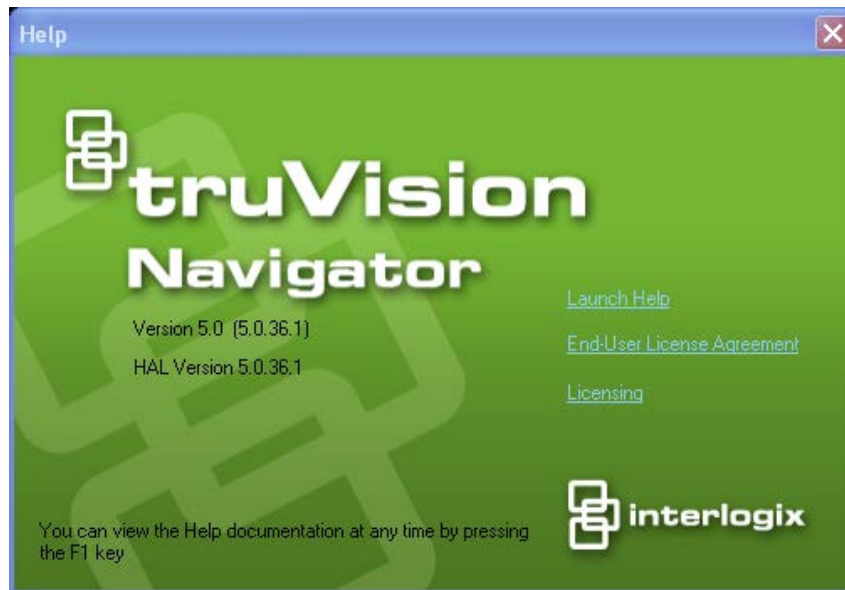 Help
truVision
Navigator
Version 5.0 (5.0.36.1)
HAL Version 5.0.36.1
Launch Help
End-User License Agreement
Licensing
You can view the Help documentation at any time by pressing
the F1 key
interlogix